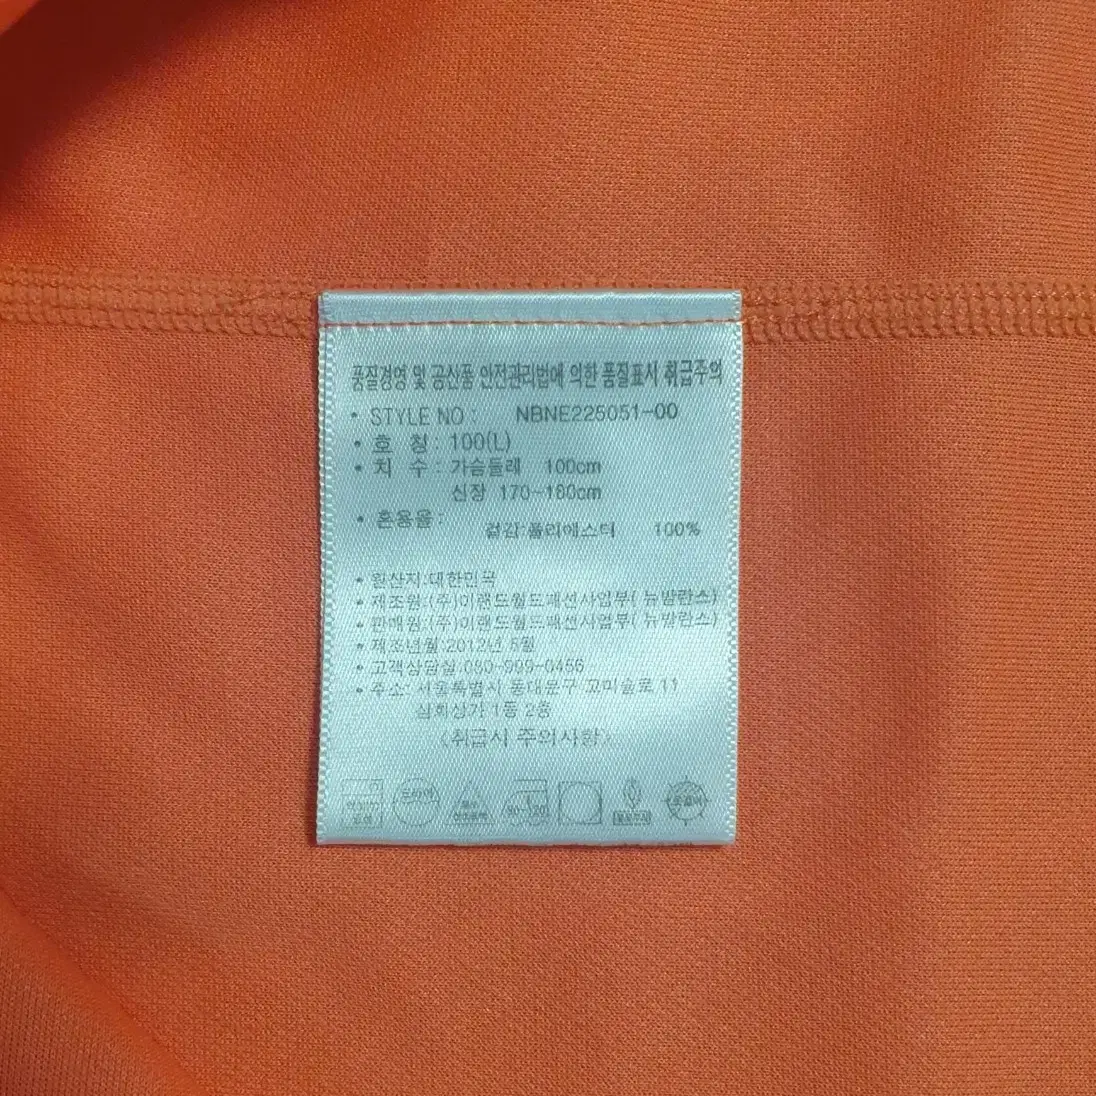 품질경영 및 공산품 안전관리법에 의한 품질표시 취급주의
• STYLE NO : NBNE225051-00
• 호 칭 : 100(L)
• 치 수 : 가슴둘레 100cm
신장 170-180cm
• 혼용율 :
겉감:폴리에스터 100%
• 원산지:대한민국
• 제조원:(주)이랜드월드패션사업부( 뉴발란스)
• 판매원:(주)이랜드월드패션사업부( 뉴발란스)
• 제조년월:2012년 5월
• 고객상담실:080-999-0456
• 주소: 서울특별시 동대문구 고미술로 11
삼희상가 1동 2층
<취급시 주의사항>
드라이